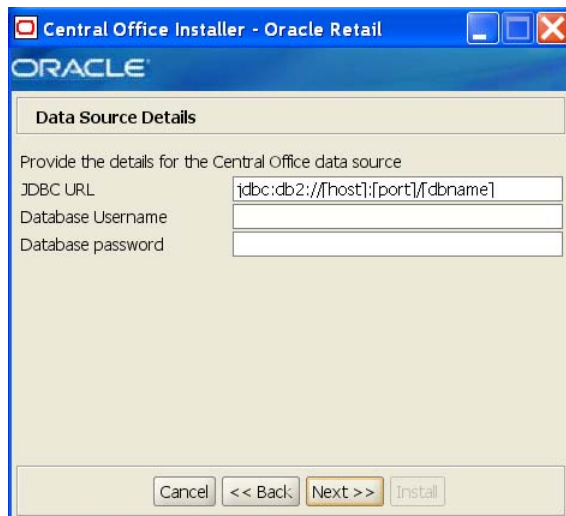 Central Office Installer - Oracle Retail
ORACLE
Data Source Details
Provide the details for the Central Office data source
JDBC URL jdbc:db2://[host]:[port]/[dbname]
Database Username
Database password
Cancel << Back Next >> Install